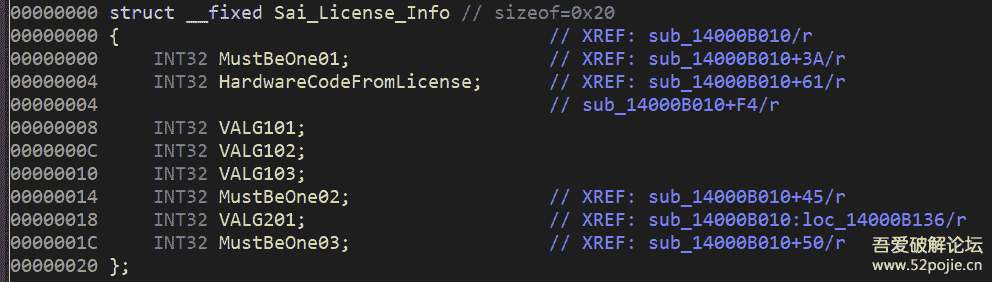 00000000 struct __fixed Sai_License_Info // sizeof=0x20
00000000 { // XREF: sub_14000B010/r
00000000 INT32 MustBeOne01; // XREF: sub_14000B010+3A/r
00000004 INT32 HardwareCodeFromLicense; // XREF: sub_14000B010+61/r
00000004 // sub_14000B010+F4/r
00000008 INT32 VALG101;
0000000C INT32 VALG102;
00000010 INT32 VALG103;
00000014 INT32 MustBeOne02; // XREF: sub_14000B010+45/r
00000018 INT32 VALG201; // XREF: sub_14000B010:loc_14000B136/r
0000001C INT32 MustBeOne03; // XREF: sub_14000B010+50/r
00000020 };
吾爱破解论坛
www.52pojie.cn